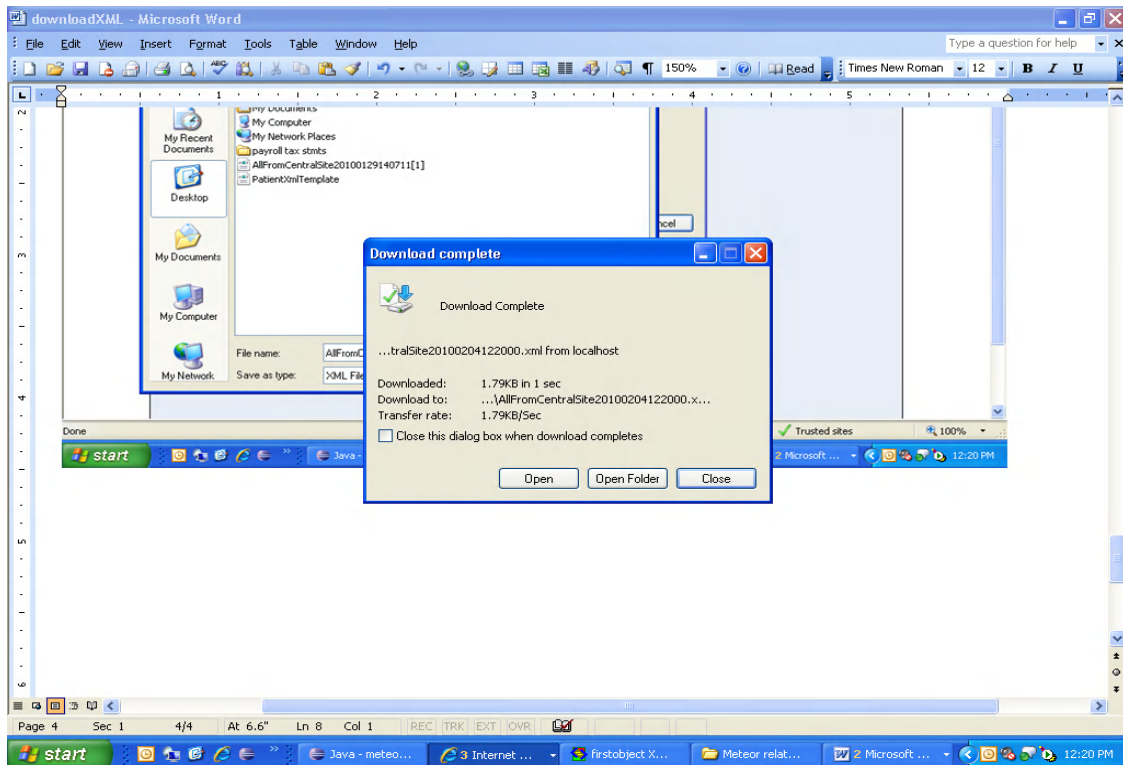 downloadXML - Microsoft Word
File Edit View Insert Format Tools Table Window Help
Type a question for help
150% Read Times New Roman 12 B I U
1 2 3 4 5
My Documents
My Computer
My Network Places
payroll tax stmts
AllFromCentralSite20100129140711[1]
PatientXmlTemplate
My Recent
Documents
Desktop
My Documents
My Computer
My Network
File name: AllFromC
Save as type: XML File
ncel
Download complete
Download Complete
...tralSite20100204122000.xml from localhost
Downloaded: 1.79KB in 1 sec
Download to: ...\AllFromCentralSite20100204122000.x...
Transfer rate: 1.79KB/Sec
Close this dialog box when download completes
Open Open Folder Close
Done Trusted sites 100%
start Java - 2 Microsoft ... 12:20 PM
Page 4 Sec 1 4/4 At 6.6" Ln 8 Col 1 REC TRK EXT OVR
start Java - meteo... 3 Internet ... firstobject X... Meteor relat... 2 Microsoft ... 12:20 PM